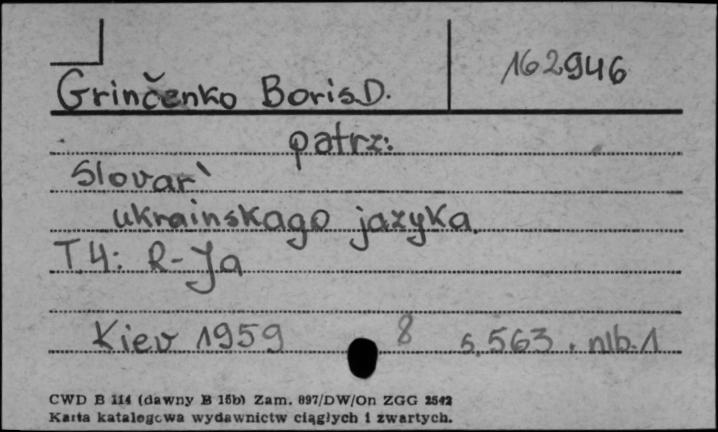 162946
Grinčenko Boris D.
patrz:
Slovar'
ukrainskago jazyka.
T.4: R-Ja
Kiev 1959 8 s. 563. nlb. 1
CWD B 114 (dawny B 15b) Zam. 897/DW/On ZGG 2542
Karta katalogowa wydawnictw ciągłych i zwartych.